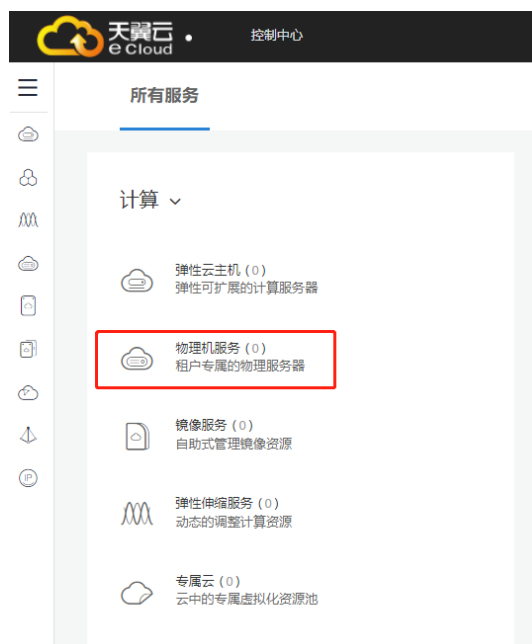 天翼云
e Cloud
控制中心
所有服务
计算
弹性云主机 (0)
弹性可扩展的计算服务器
物理机服务 (0)
租户专属的物理服务器
镜像服务 (0)
自助式管理镜像资源
弹性伸缩服务 (0)
动态的调整计算资源
专属云 (0)
云中的专属虚拟化资源池
IP